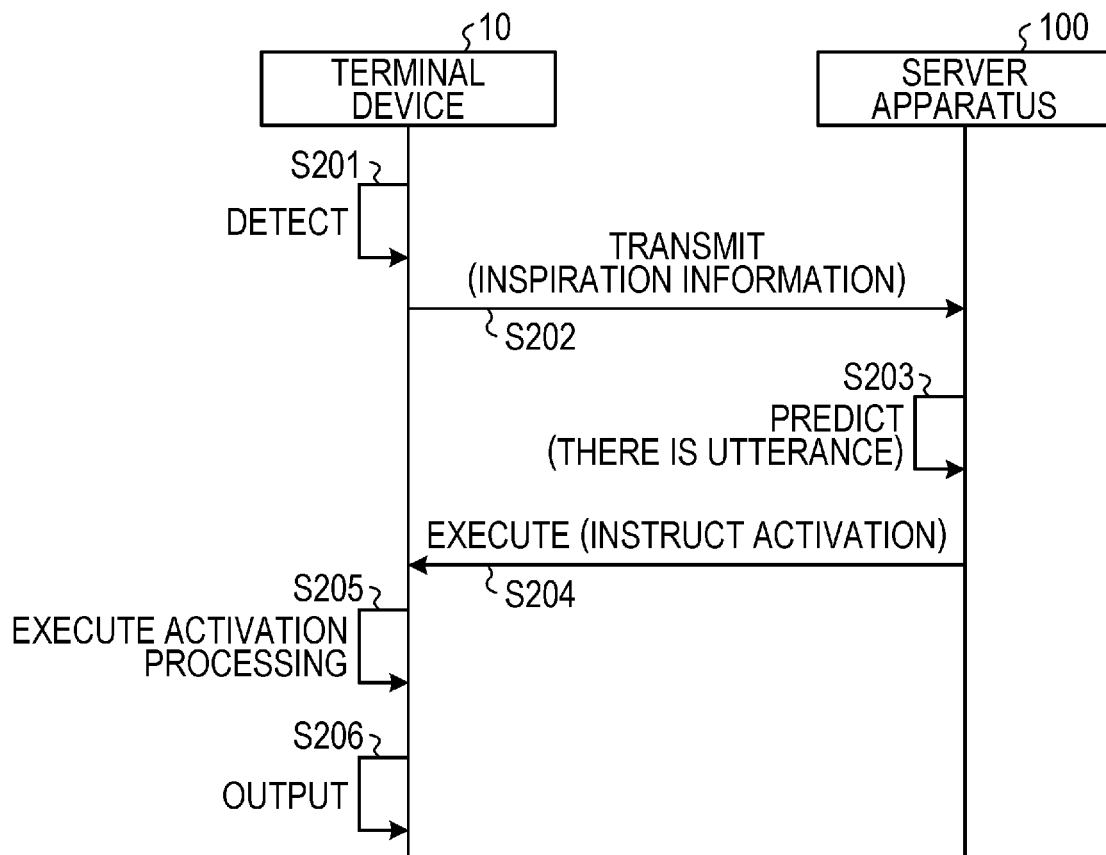 10
100
TERMINAL
DEVICE
SERVER
APPARATUS
S201
DETECT
TRANSMIT
(INSPIRATION INFORMATION)
S202
S203
PREDICT
(THERE IS UTTERANCE)
EXECUTE (INSTRUCT ACTIVATION)
S204
S205
EXECUTE ACTIVATION
PROCESSING
S206
OUTPUT